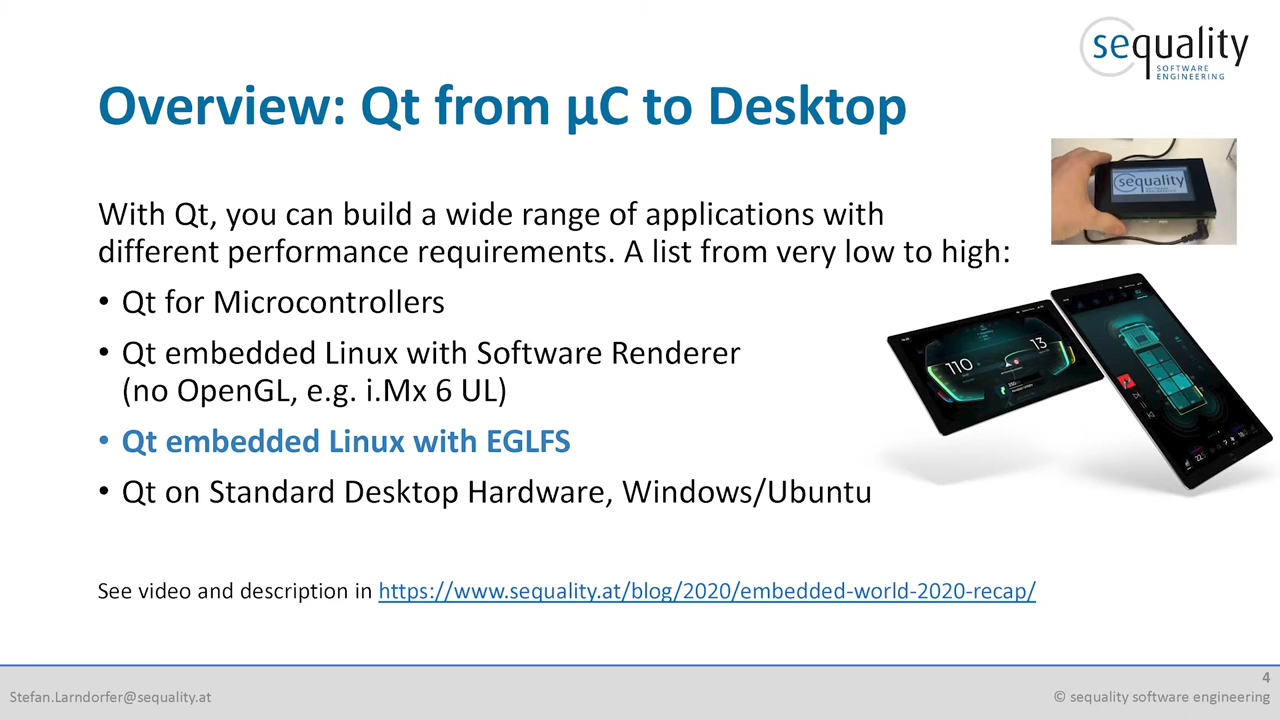 sequality
SOFTWARE
ENGINEERING
Overview: Qt from µC to Desktop
sequality
With Qt, you can build a wide range of applications with
different performance requirements. A list from very low to high:
• Qt for Microcontrollers
• Qt embedded Linux with Software Renderer
(no OpenGL, e.g. i.Mx 6 UL)
• Qt embedded Linux with EGLFS
• Qt on Standard Desktop Hardware, Windows/Ubuntu
110
13
See video and description in https://www.sequality.at/blog/2020/embedded-world-2020-recap/
4
Stefan.Larndorfer@sequality.at
© sequality software engineering